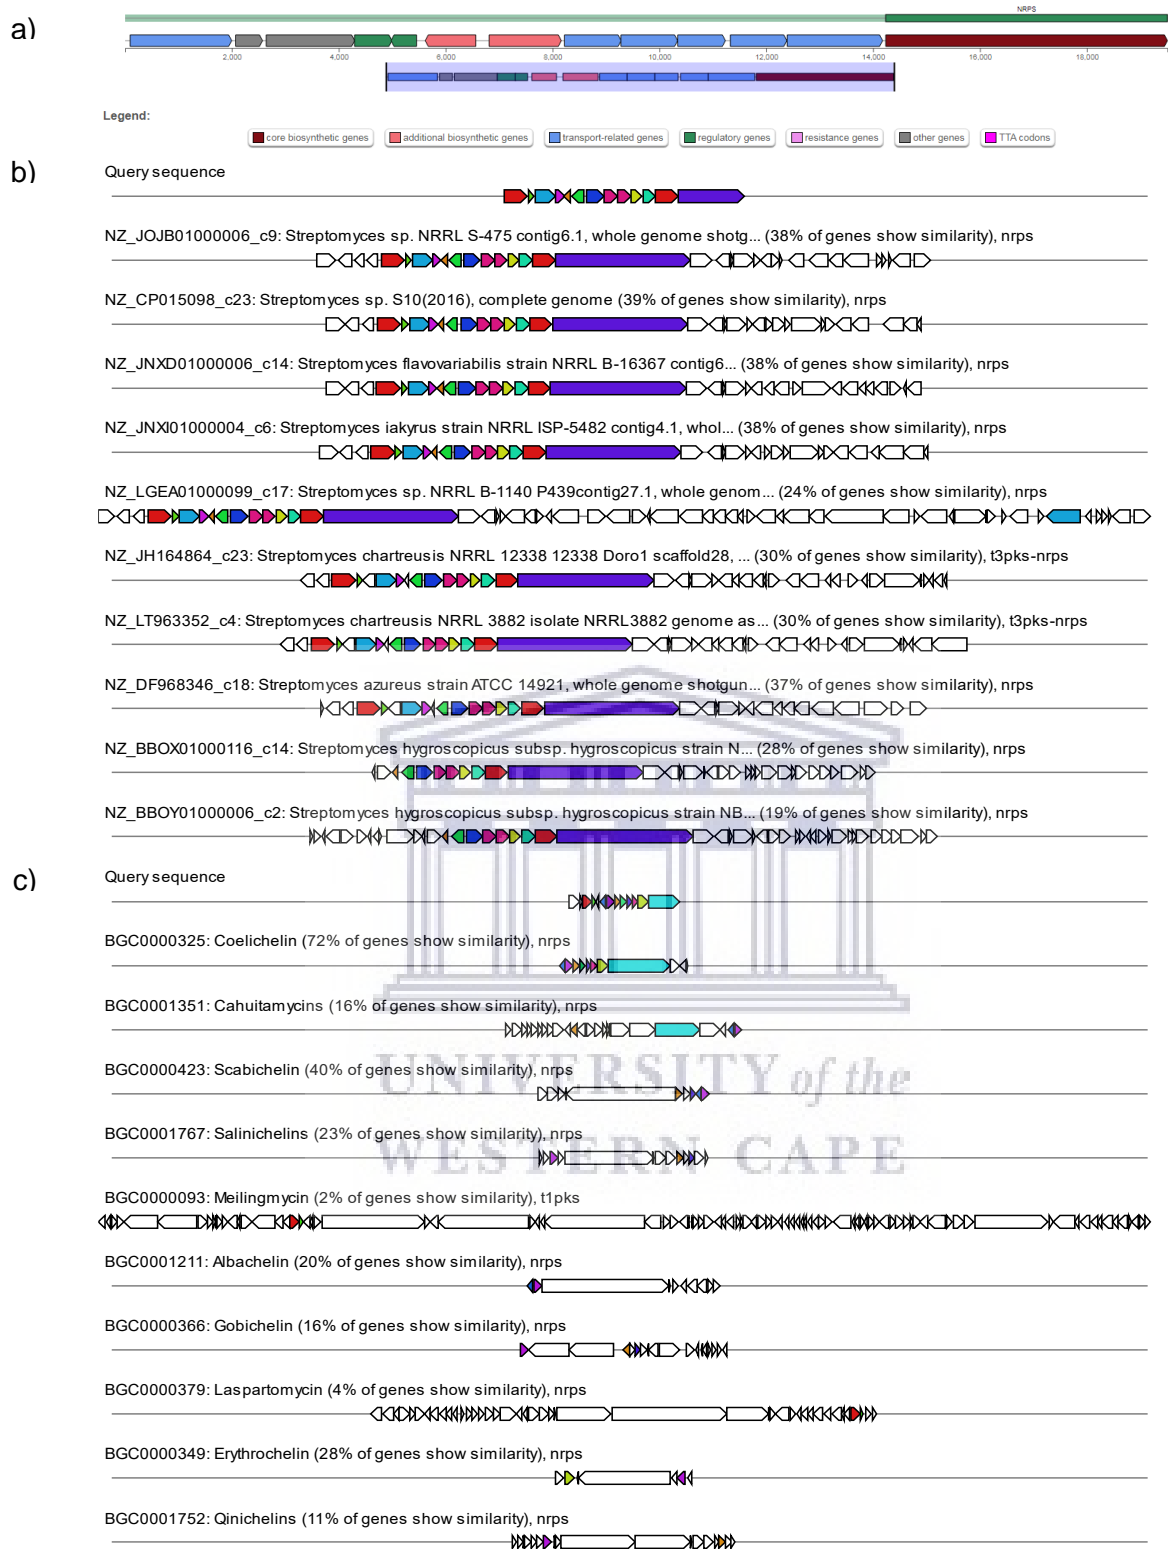 a)
NRPS
2,000 4,000 6,000 8,000 10,000 12,000 14,000 16,000 18,000
Legend:
core biosynthetic genes additional biosynthetic genes transport-related genes regulatory genes resistance genes other genes TTA codons
b)
Query sequence
NZ_JOJB01000006_c9: Streptomyces sp. NRRL S-475 contig6.1, whole genome shotg... (38% of genes show similarity), nrps
NZ_CP015098_c23: Streptomyces sp. S10(2016), complete genome (39% of genes show similarity), nrps
NZ_JNXD01000006_c14: Streptomyces flavovariabilis strain NRRL B-16367 contig6... (38% of genes show similarity), nrps
NZ_JNXI01000004_c6: Streptomyces iakyrus strain NRRL ISP-5482 contig4.1, whol... (38% of genes show similarity), nrps
NZ_LGEA01000099_c17: Streptomyces sp. NRRL B-1140 P439contig27.1, whole genom... (24% of genes show similarity), nrps
NZ_JH164864_c23: Streptomyces chartreusis NRRL 12338 12338 Doro1 scaffold28, ... (30% of genes show similarity), t3pks-nrps
NZ_LT963352_c4: Streptomyces chartreusis NRRL 3882 isolate NRRL3882 genome as... (30% of genes show similarity), t3pks-nrps
NZ_DF968346_c18: Streptomyces azureus strain ATCC 14921, whole genome shotgun... (37% of genes show similarity), nrps
NZ_BBOX01000116_c14: Streptomyces hygroscopicus subsp. hygroscopicus strain N... (28% of genes show similarity), nrps
NZ_BBOY01000006_c2: Streptomyces hygroscopicus subsp. hygroscopicus strain NB... (19% of genes show similarity), nrps
c)
Query sequence
BGC0000325: Coelichelin (72% of genes show similarity), nrps
BGC0001351: Cahuitamycins (16% of genes show similarity), nrps
BGC0000423: Scabichelin (40% of genes show similarity), nrps
UNIVERSITY of the
BGC0001767: Salinichelins (23% of genes show similarity), nrps
WESTERN CAPE
BGC0000093: Meilingmycin (2% of genes show similarity), t1pks
BGC0001211: Albachelin (20% of genes show similarity), nrps
BGC0000366: Gobichelin (16% of genes show similarity), nrps
BGC0000379: Laspartomycin (4% of genes show similarity), nrps
BGC0000349: Erythrochelin (28% of genes show similarity), nrps
BGC0001752: Qinichelins (11% of genes show similarity), nrps